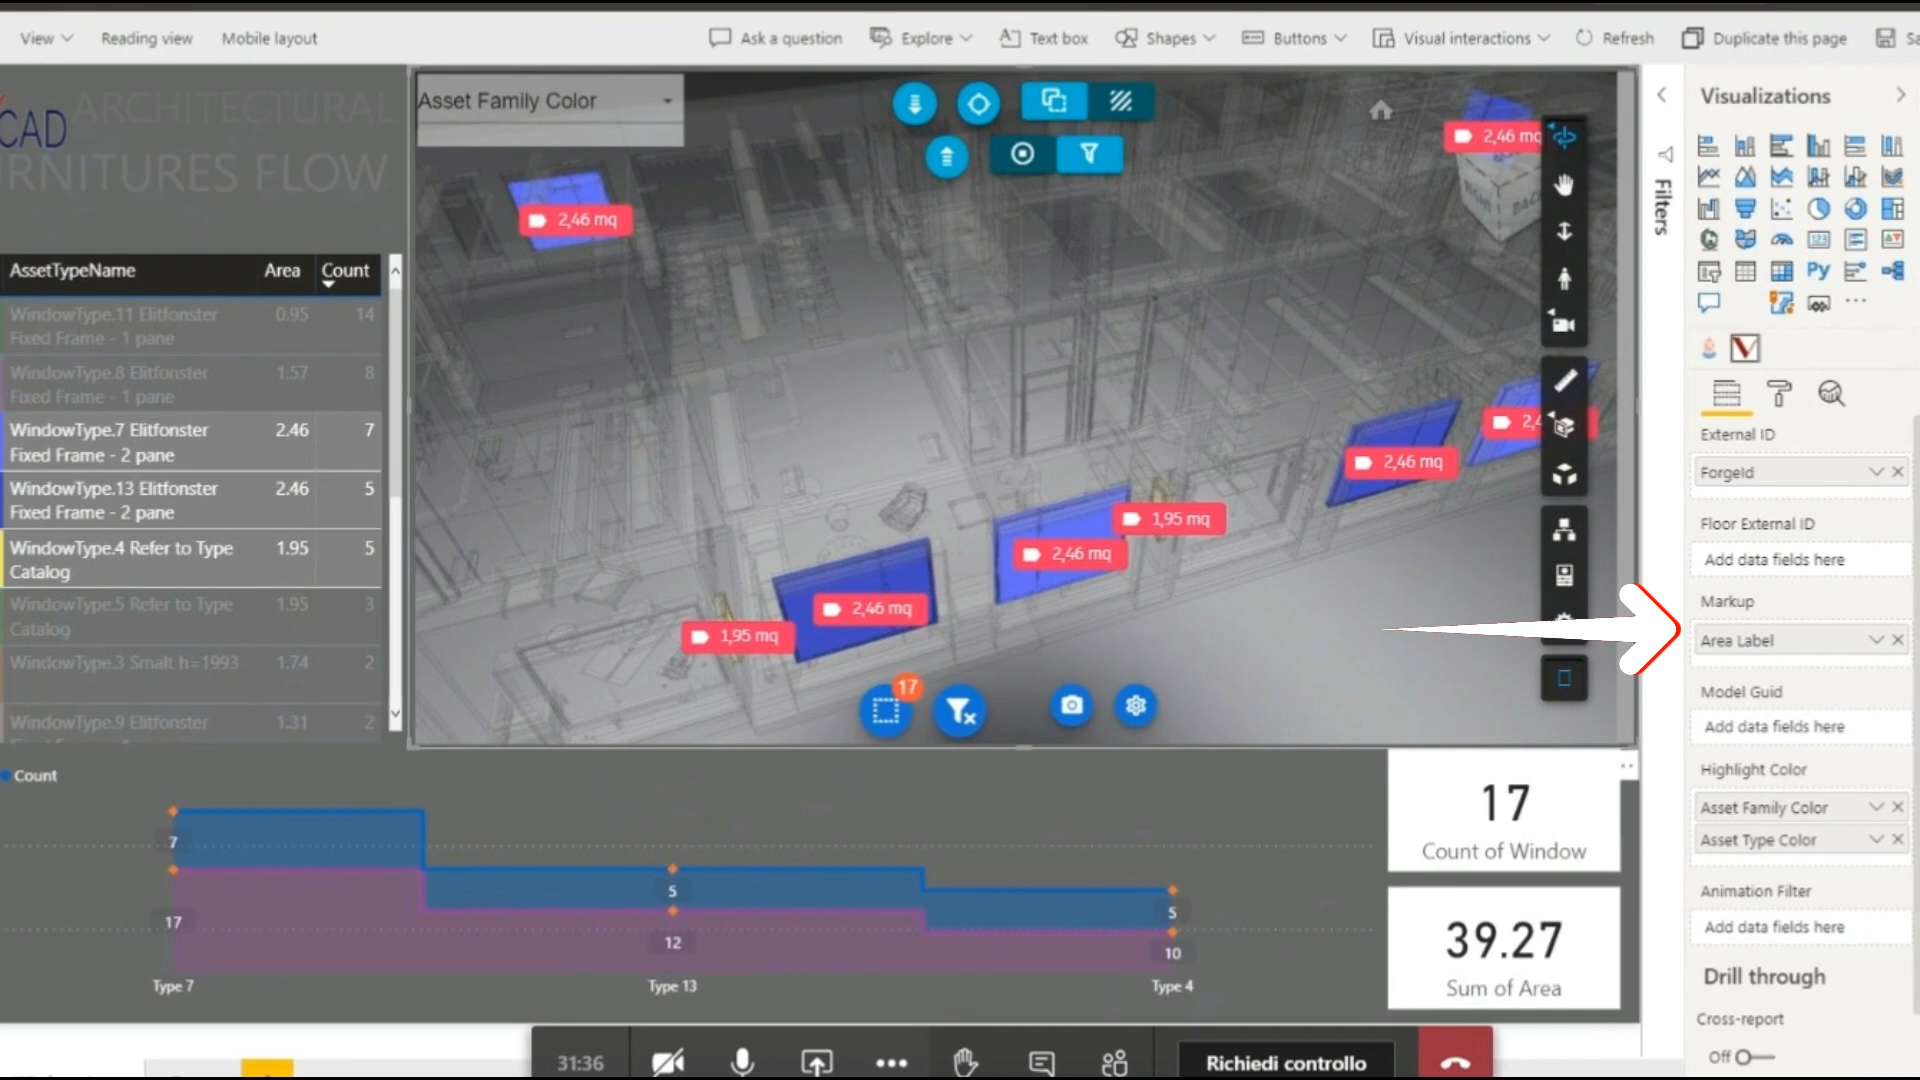 View
Reading view
Mobile layout
Ask a question
Explore
Text box
Shapes
Buttons
Visual interactions
Refresh
Duplicate this page
CAD
ARCHITECTURAL
RNITURES FLOW
AssetTypeName Area Count
WindowType.11 Elitfonster 0.95 14
Fixed Frame - 1 pane
WindowType.8 Elitfonster 1.57 8
Fixed Frame - 1 pane
WindowType.7 Elitfonster 2.46 7
Fixed Frame - 2 pane
WindowType.13 Elitfonster 2.46 5
Fixed Frame - 2 pane
WindowType.4 Refer to Type 1.95 5
Catalog
WindowType.5 Refer to Type 1.95 3
Catalog
WindowType.3 Smalt h=1993 1.74 2
WindowType.9 Elitfonster 1.31 2
Asset Family Color
2,46 mq
2,46 mq
2,4
2,46 mq
1,95 mq
2,46 mq
2,46 mq
1,95 mq
RIGHT
BACK
17
Count
7
17
5
12
5
10
Type 7
Type 13
Type 4
17
Count of Window
39.27
Sum of Area
Filters
Visualizations
123
Py
External ID
ForgeId
Floor External ID
Add data fields here
Markup
Area Label
Model Guid
Add data fields here
Highlight Color
Asset Family Color
Asset Type Color
Animation Filter
Add data fields here
Drill through
Cross-report
Off
31:36
Richiedi controllo